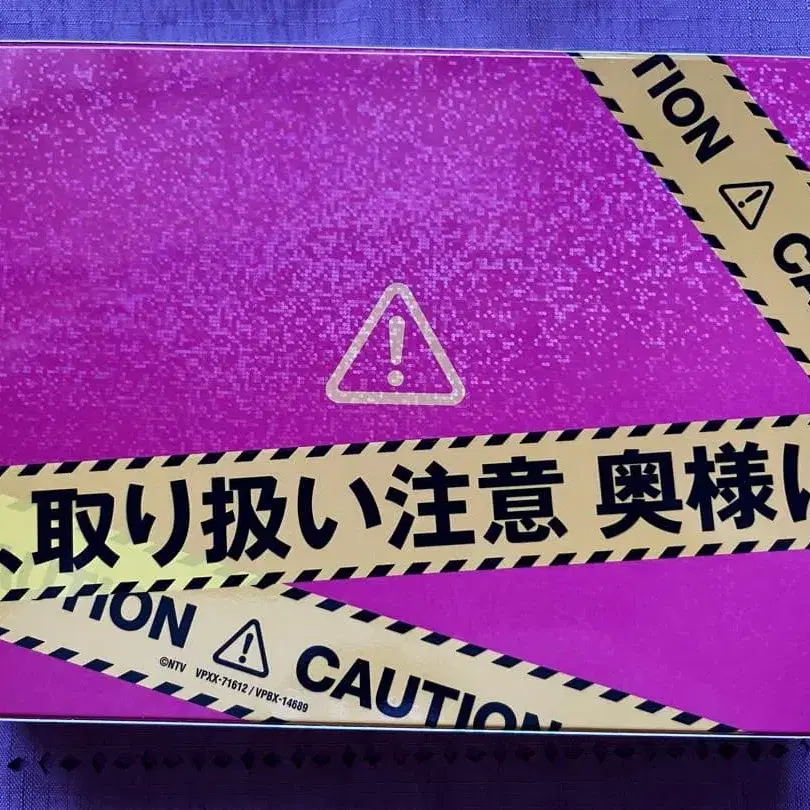 TION ⚠ CA
、取り扱い注意 奥様は
TION ⚠ CAUTION
©NTV VPXX-71612 / VPBX-14689